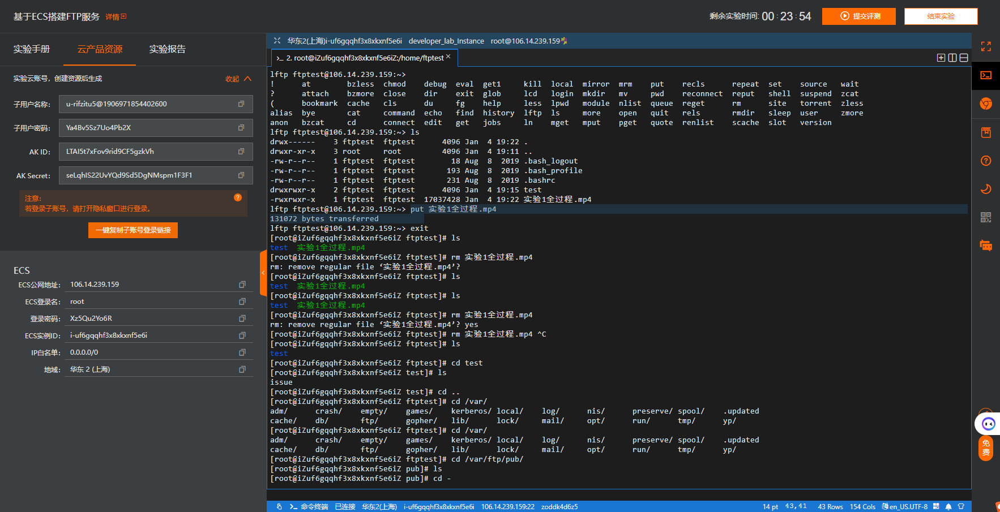 基于ECS搭建FTP服务 详情
剩余实验时间: 00 : 23 : 54 提交评测 结束实验
实验手册 云产品资源 实验报告
实验云账号，创建资源后生成 收起
子用户名称： u-rifzitu5@1906971854402600
子用户密码： Ya4Bv5Sz7Uo4Pb2X
AK ID： LTAI5t7xFov9rid9CF5gzkVh
AK Secret： seLqhIS22UvYQd9Sd5DgNMspm1F3F1
注意：
若登录子账号，请打开隐私窗口进行登录。
一键复制子账号登录链接
ECS
ECS公网地址： 106.14.239.159
ECS登录名： root
登录密码： Xz5Qu2Yo6R
ECS实例ID： i-uf6gqqhf3x8xkxnf5e6i
IP白名单： 0.0.0.0/0
地域： 华东 2 (上海)
华东2(上海)i-uf6gqqhf3x8xkxnf5e6i developer_lab_Instance root@106.14.239.159
2. root@iZuf6gqqhf3x8xkxnf5e6iZ:/home/ftptest
lftp ftptest@106.14.239.159:~>
! at bzless chmod debug eval get1 kill local mirror mrm put recls repeat set source wait
? attach bzmore close dir exit glob lcd login mkdir mv pwd reconnect reput shell suspend zcat
( bookmark cache cls du fg help less lpwd module nlist queue reget rm site torrent zless
alias bye cat command echo find history lftp ls more open quit rels rmdir sleep user zmore
anon bzcat cd connect edit get jobs ln mget mput pget quote renlist scache slot version
lftp ftptest@106.14.239.159:~> ls
drwx------ 3 ftptest ftptest 4096 Jan 4 19:22 .
drwxr-xr-x 3 root root 4096 Jan 4 19:11 ..
-rw-r--r-- 1 ftptest ftptest 18 Aug 8 2019 .bash_logout
-rw-r--r-- 1 ftptest ftptest 193 Aug 8 2019 .bash_profile
-rw-r--r-- 1 ftptest ftptest 231 Aug 8 2019 .bashrc
drwxrwxr-x 2 ftptest ftptest 4096 Jan 4 19:15 test
-rwxrwxr-x 1 ftptest ftptest 17037428 Jan 4 19:22 实验1全过程.mp4
lftp ftptest@106.14.239.159:~> put 实验1全过程.mp4
131072 bytes transferred
lftp ftptest@106.14.239.159:~> exit
[root@iZuf6gqqhf3x8xkxnf5e6iZ ftptest]# ls
test 实验1全过程.mp4
[root@iZuf6gqqhf3x8xkxnf5e6iZ ftptest]# rm 实验1全过程.mp4
rm: remove regular file ‘实验1全过程.mp4’?
[root@iZuf6gqqhf3x8xkxnf5e6iZ ftptest]# ls
test 实验1全过程.mp4
[root@iZuf6gqqhf3x8xkxnf5e6iZ ftptest]# ls
test 实验1全过程.mp4
[root@iZuf6gqqhf3x8xkxnf5e6iZ ftptest]# rm 实验1全过程.mp4
rm: remove regular file ‘实验1全过程.mp4’? yes
[root@iZuf6gqqhf3x8xkxnf5e6iZ ftptest]# rm 实验1全过程.mp4 ^C
[root@iZuf6gqqhf3x8xkxnf5e6iZ ftptest]# ls
test
[root@iZuf6gqqhf3x8xkxnf5e6iZ ftptest]# cd test
[root@iZuf6gqqhf3x8xkxnf5e6iZ test]# ls
issue
[root@iZuf6gqqhf3x8xkxnf5e6iZ test]# cd ..
[root@iZuf6gqqhf3x8xkxnf5e6iZ ftptest]# cd /var/
adm/ crash/ empty/ games/ kerberos/ local/ log/ nis/ preserve/ spool/ .updated
cache/ db/ ftp/ gopher/ lib/ lock/ mail/ opt/ run/ tmp/ yp/
[root@iZuf6gqqhf3x8xkxnf5e6iZ ftptest]# cd /var/
adm/ crash/ empty/ games/ kerberos/ local/ log/ nis/ preserve/ spool/ .updated
cache/ db/ ftp/ gopher/ lib/ lock/ mail/ opt/ run/ tmp/ yp/
[root@iZuf6gqqhf3x8xkxnf5e6iZ ftptest]# cd /var/ftp/pub/
[root@iZuf6gqqhf3x8xkxnf5e6iZ pub]# ls
[root@iZuf6gqqhf3x8xkxnf5e6iZ pub]# cd -
命令终端 已连接 华东2(上海) i-uf6gqqhf3x8xkxnf5e6i 106.14.239.159:22 zoddk4d6z5 14 pt 43,41 43 Rows 154 Cols en_US.UTF-8
免费